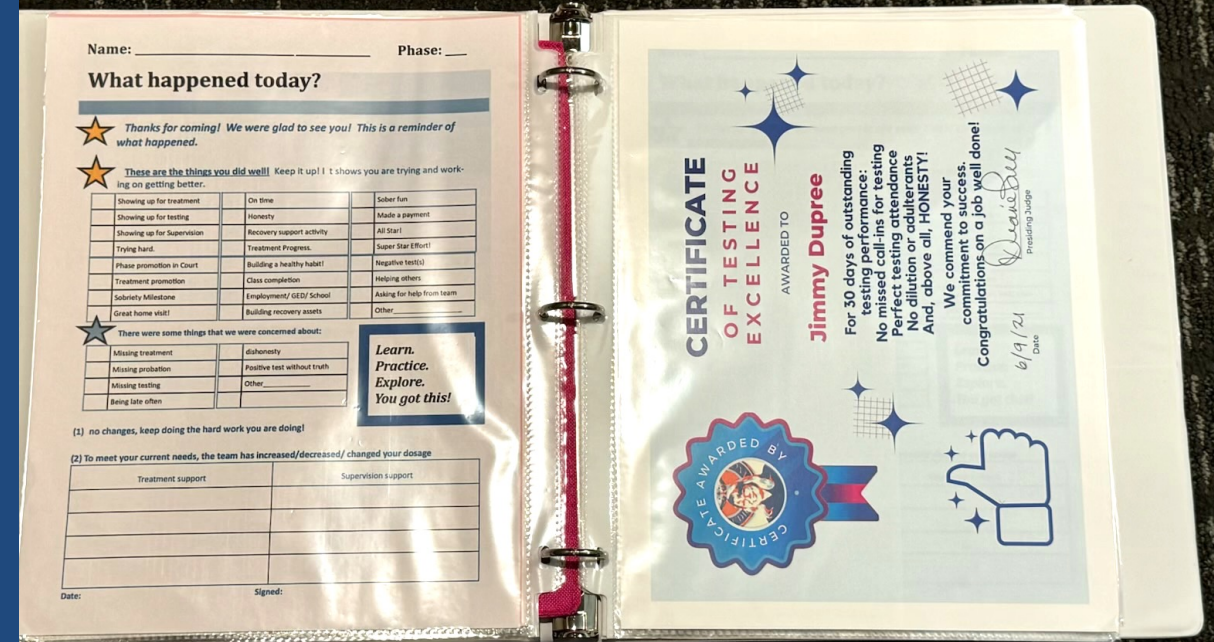 Name: ____________________ Phase: ___
What happened today?
Thanks for coming! We were glad to see you! This is a reminder of
what happened.
These are the things you did well! Keep it up! I t shows you are trying and work-
ing on getting better.
Showing up for treatment On time Sober fun
Showing up for testing Honesty Made a payment
Showing up for Supervision Recovery support activity All Star!
Trying hard. Treatment Progress. Super Star Effort!
Phase promotion in Court Building a healthy habit! Negative test(s)
Treatment promotion Class completion Helping others
Sobriety Milestone Employment/ GED/ School Asking for help from team
Great home visit! Building recovery assets Other__________
There were some things that we were concerned about:
Missing treatment dishonesty
Missing probation Positive test without truth
Missing testing Other__________
Being late often
Learn.
Practice.
Explore.
You got this!
(1) no changes, keep doing the hard work you are doing!
(2) To meet your current needs, the team has increased/decreased/ changed your dosage
Treatment support Supervision support
Date: Signed:
CERTIFICATE
OF TESTING
EXCELLENCE
AWARDED TO
Jimmy Dupree
For 30 days of outstanding
testing performance:
No missed call-ins for testing
Perfect testing attendance
No dilution or adulterants
And, above all, HONESTY!
We commend your
commitment to success.
Congratulations on a job well done!
6/9/21
Date
Presiding Judge
CERTIFICATE AWARDED BY